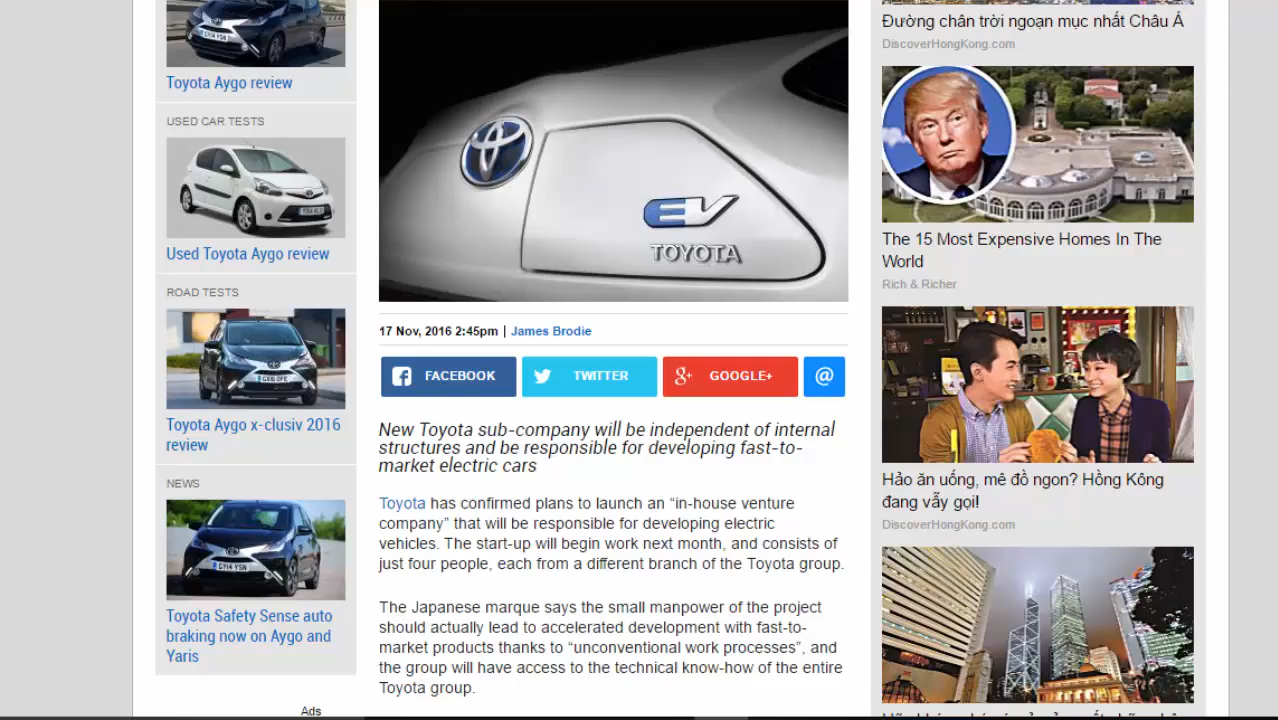 Toyota Aygo review
USED CAR TESTS
Used Toyota Aygo review
ROAD TESTS
Toyota Aygo x-clusiv 2016
review
NEWS
Toyota Safety Sense auto
braking now on Aygo and
Yaris
Ads
EV
TOYOTA
17 Nov, 2016 2:45pm | James Brodie
FACEBOOK
TWITTER
GOOGLE+
@
New Toyota sub-company will be independent of internal
structures and be responsible for developing fast-to-
market electric cars
Toyota has confirmed plans to launch an “in-house venture
company” that will be responsible for developing electric
vehicles. The start-up will begin work next month, and consists of
just four people, each from a different branch of the Toyota group.
The Japanese marque says the small manpower of the project
should actually lead to accelerated development with fast-to-
market products thanks to “unconventional work processes”, and
the group will have access to the technical know-how of the entire
Toyota group.
Đường chân trời ngoạn mục nhất Châu Á
DiscoverHongKong.com
The 15 Most Expensive Homes In The
World
Rich & Richer
Hảo ăn uống, mê đồ ngon? Hồng Kông
đang vẫy gọi!
DiscoverHongKong.com